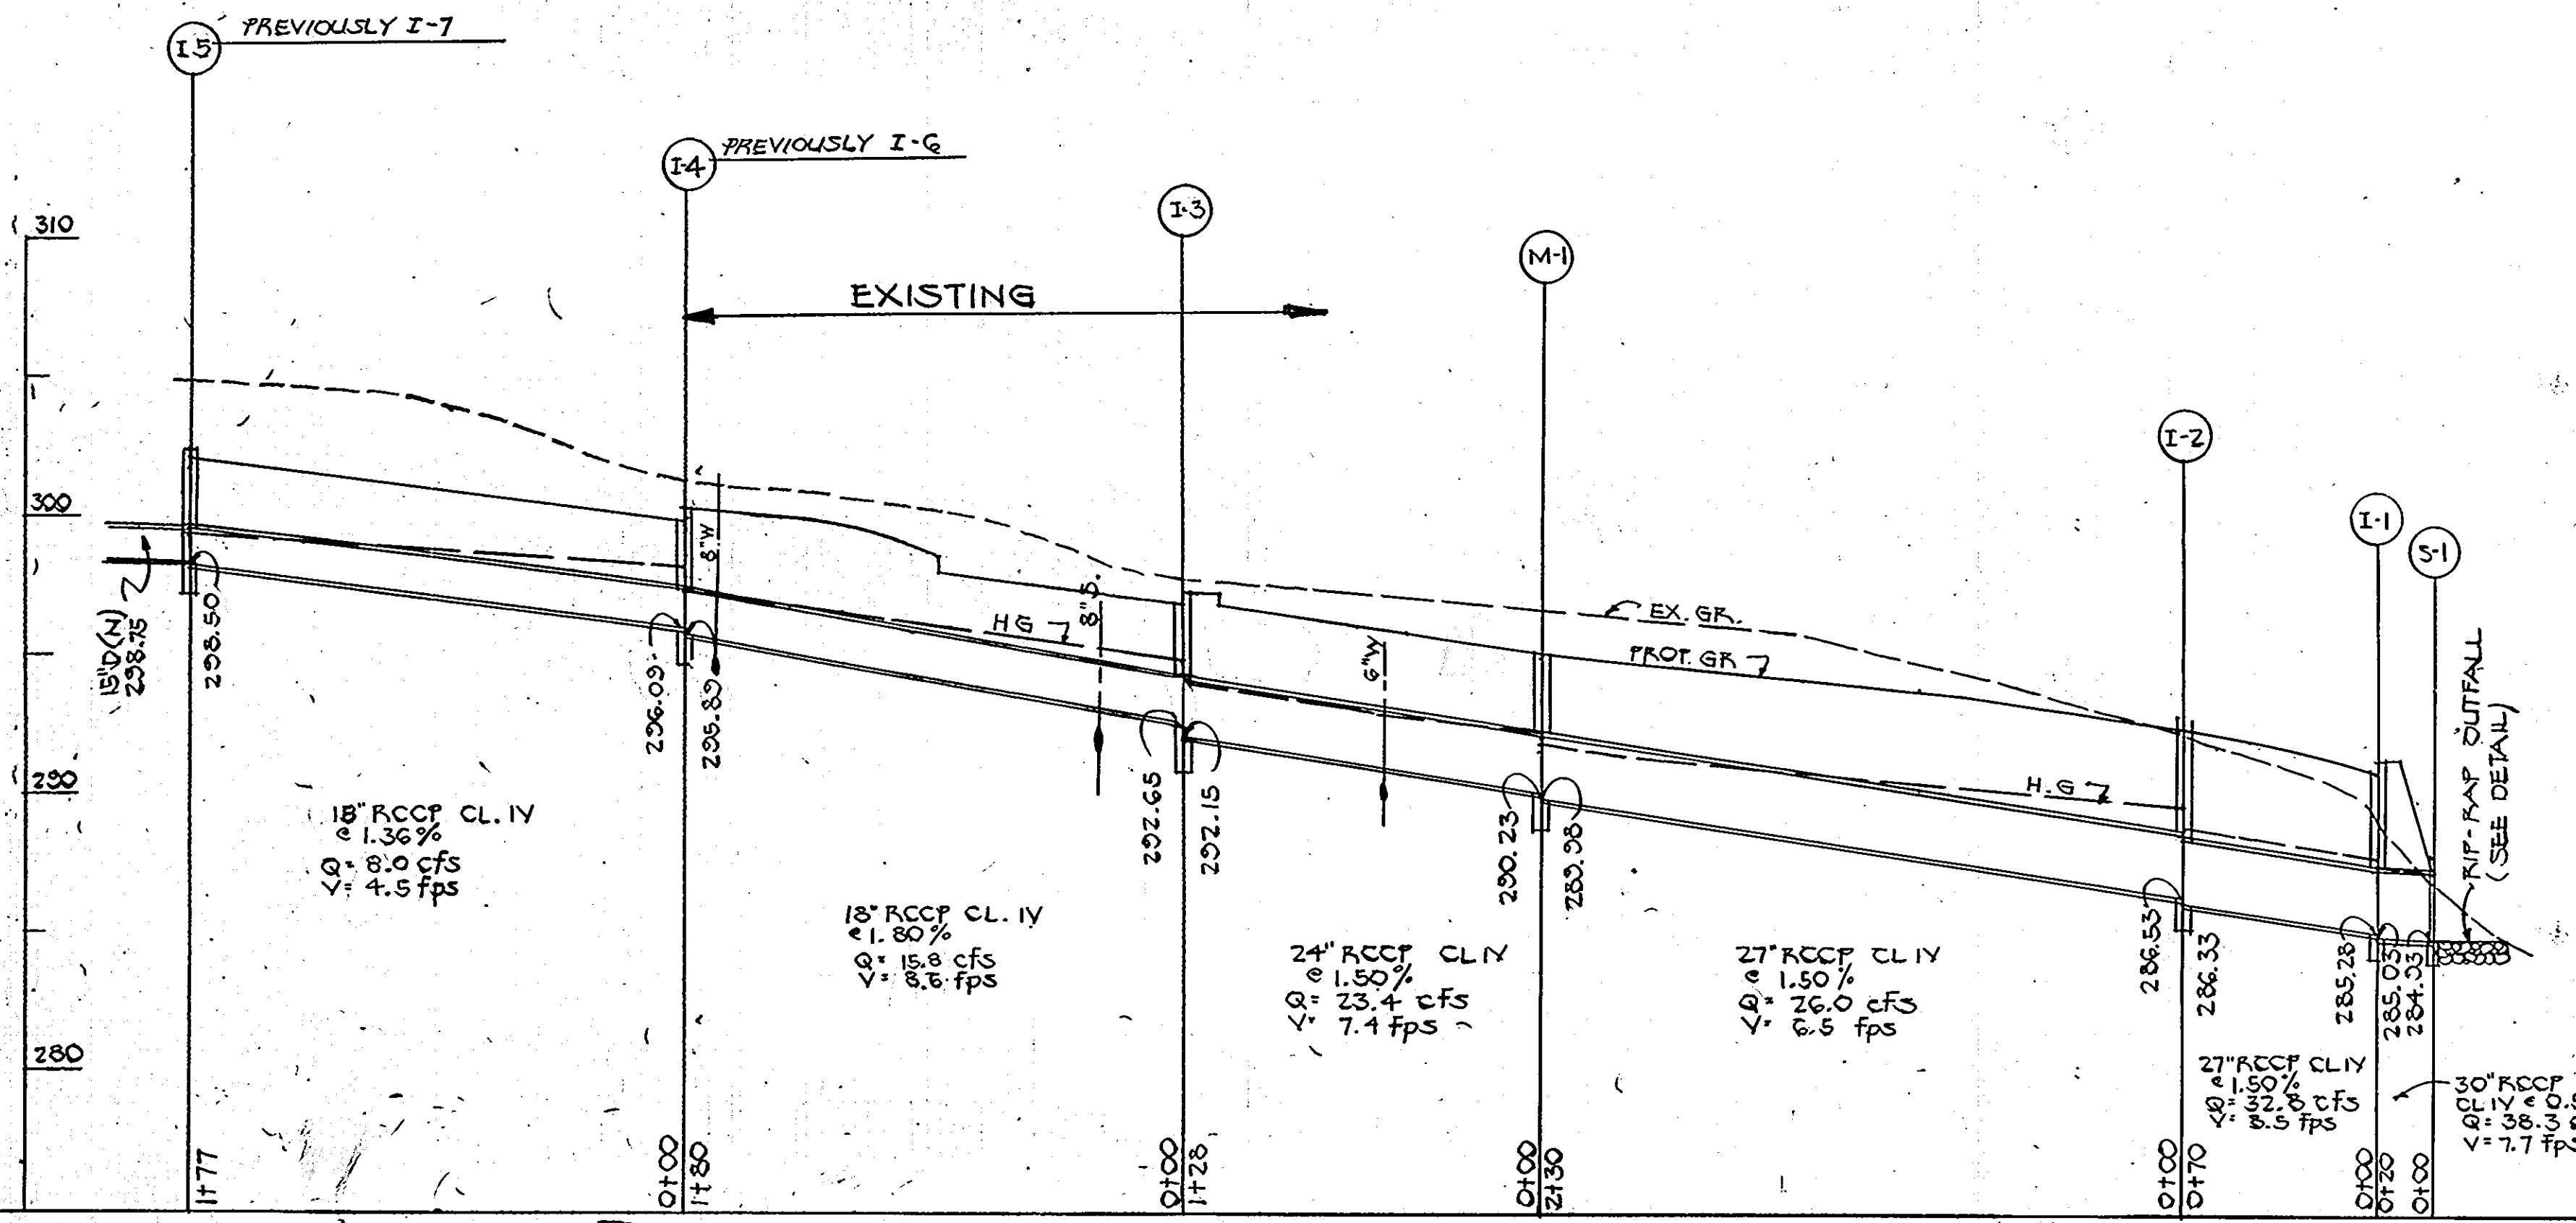 I-5
PREVIOUSLY I-7
I-4
PREVIOUSLY I-6
I-3
M-1
I-2
I-1
S-1
310
EXISTING
300
290
280
8"W
8"S.
6"W
HG
EX. GR.
PROP. GR
H.G
15"D(N)
298.75
298.50
296.09
295.89
292.65
292.15
290.23
289.98
286.53
286.33
285.28
285.03
284.93
RIP-RAP OUTFALL
(SEE DETAIL)
18" RCCP CL. IV
@ 1.36%
Q= 8.0 cfs
V= 4.5 fps
18" RCCP CL. IV
@ 1.80%
Q= 15.8 cfs
V= 8.6 fps
24" RCCP CL IV
@ 1.50%
Q= 23.4 cfs
V= 7.4 fps
27" RCCP CL IV
@ 1.50%
Q= 26.0 cfs
V= 6.5 fps
27" RCCP CL IV
@ 1.50%
Q= 32.8 cfs
V= 8.5 fps
30" RCCP
CL IV @ 0.5
Q= 38.3
V= 7.7 fps
1+77
0+00
1+80
0+00
1+28
0+00
2+30
0+00
0+70
0+00
0+20
0+00